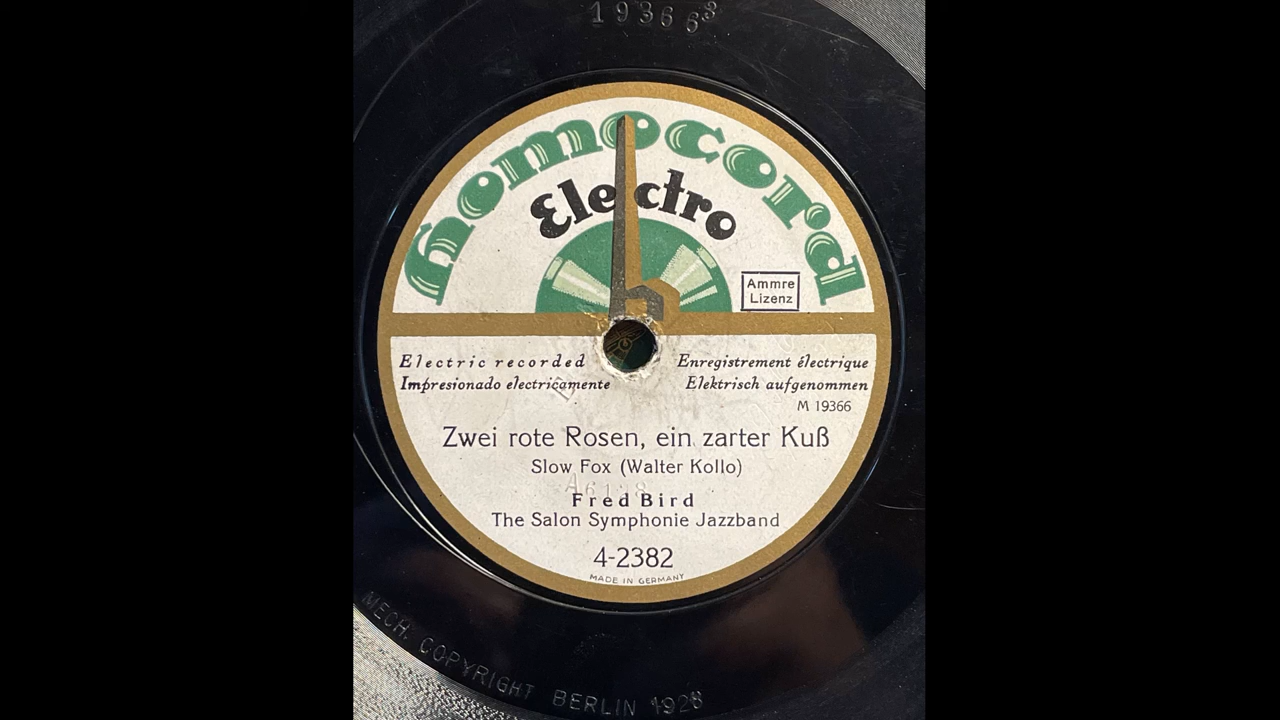 19366 3
homocord
Electro
Ammre
Lizenz
Electric recorded
Enregistrement électrique
Impresionado electricamente
Elektrisch aufgenommen
M 19366
Zwei rote Rosen, ein zarter Kuß
Slow Fox (Walter Kollo)
Fred Bird
The Salon Symphonie Jazzband
4-2382
MADE IN GERMANY
MECH. COPYRIGHT BERLIN 1928